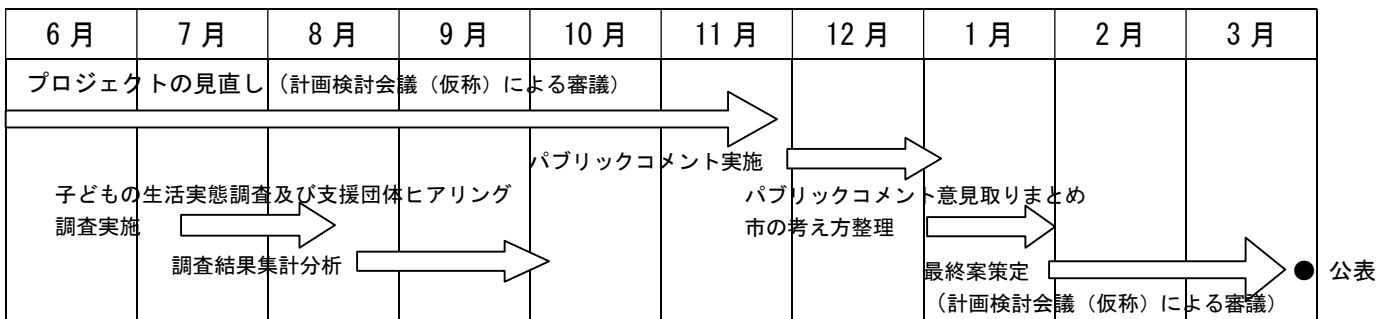 6月 7月 8月 9月 10月 11月 12月 1月 2月 3月
プロジェクトの見直し（計画検討会議（仮称）による審議）
パブリックコメント実施
子どもの生活実態調査及び支援団体ヒアリング
調査実施
パブリックコメント意見取りまとめ
市の考え方整理
調査結果集計分析
最終案策定
（計画検討会議（仮称）による審議）
● 公表